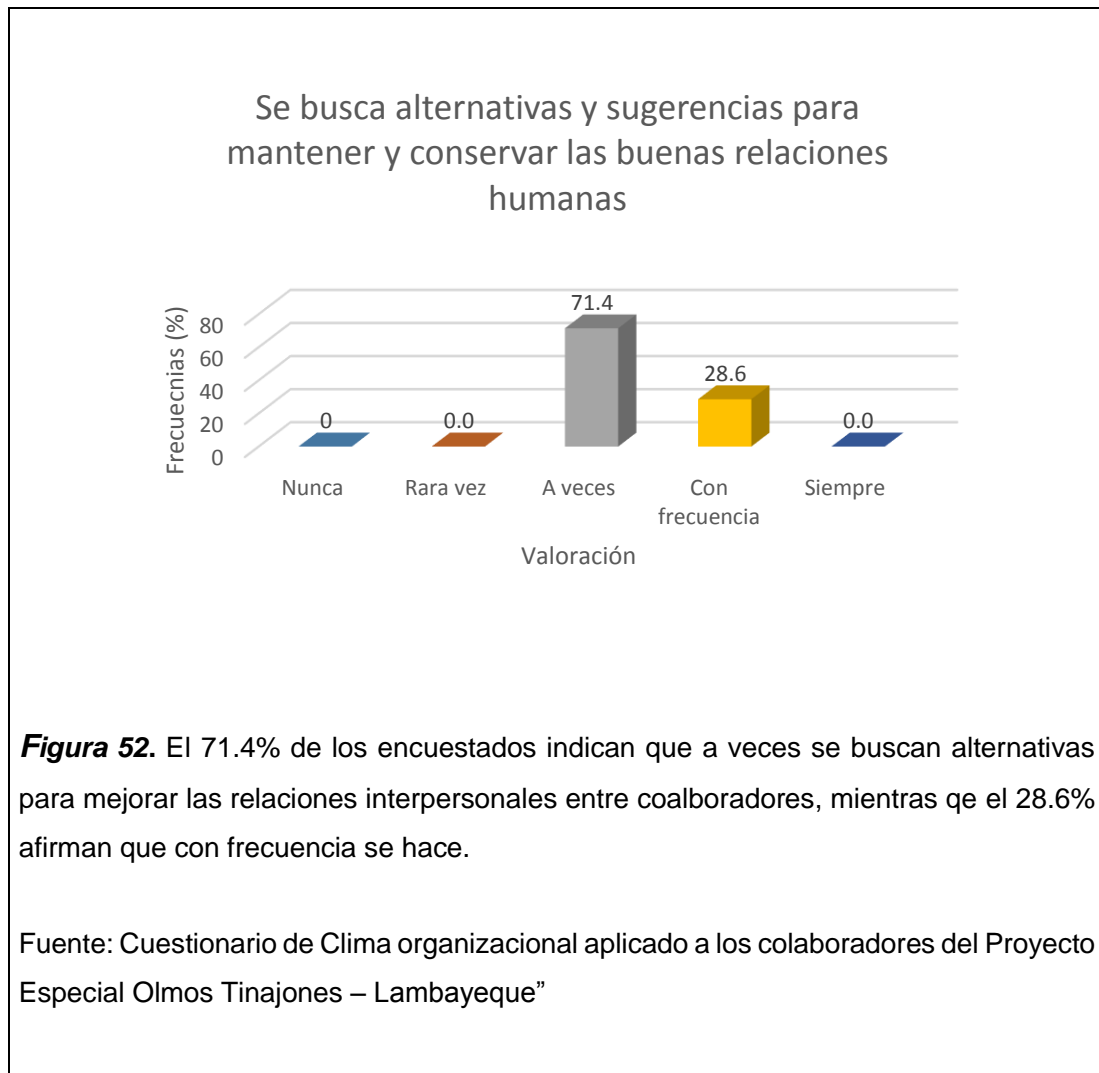 Se busca alternativas y sugerencias para
mantener y conservar las buenas relaciones
humanas
Frecuecnias (%)
80
60
40
20
0
0
0.0
71.4
28.6
0.0
Nunca
Rara vez
A veces
Con
frecuencia
Siempre
Valoración
Figura 52. El 71.4% de los encuestados indican que a veces se buscan alternativas
para mejorar las relaciones interpersonales entre coalboradores, mientras qe el 28.6%
afirman que con frecuencia se hace.
Fuente: Cuestionario de Clima organizacional aplicado a los colaboradores del Proyecto
Especial Olmos Tinajones – Lambayeque”